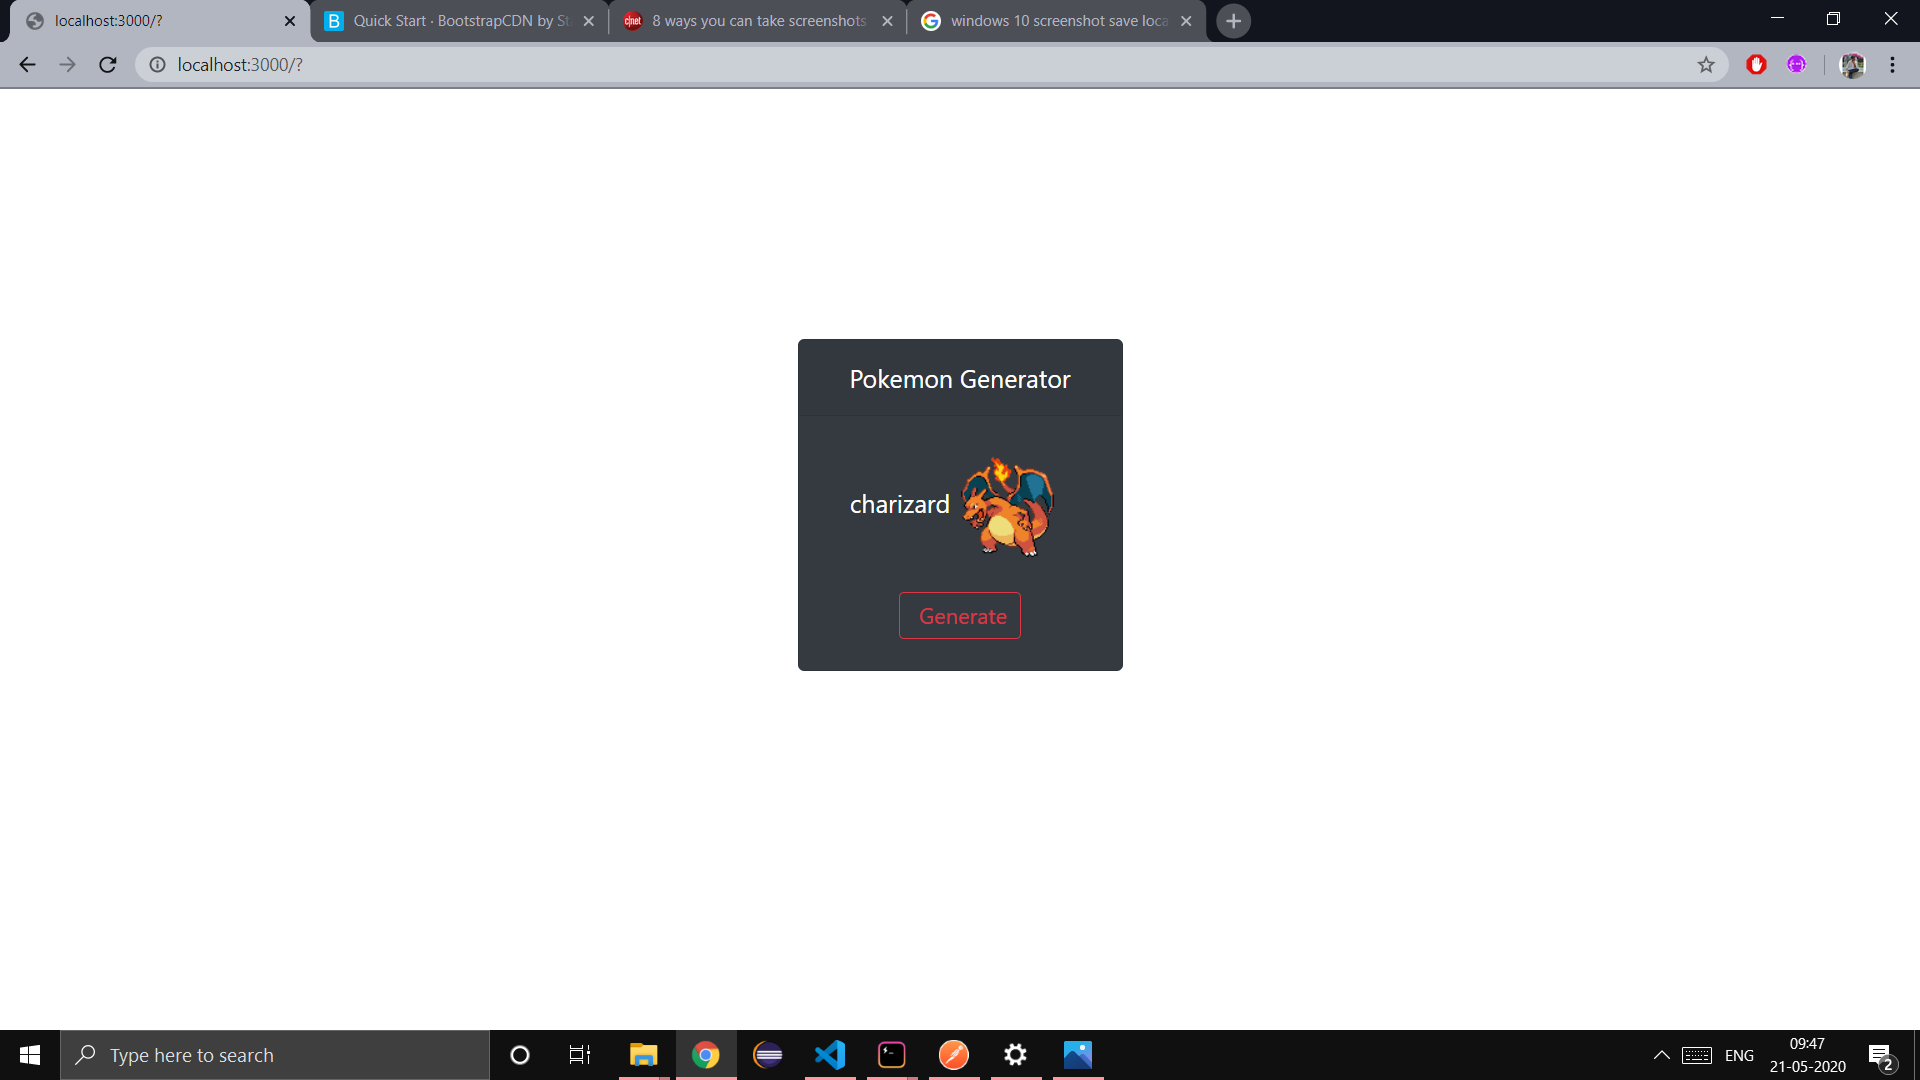 localhost:3000/?
Quick Start · BootstrapCDN by St
8 ways you can take screenshots
windows 10 screenshot save loca
localhost:3000/?
Pokemon Generator
charizard
Generate
Type here to search
ENG
09:47
21-05-2020
2